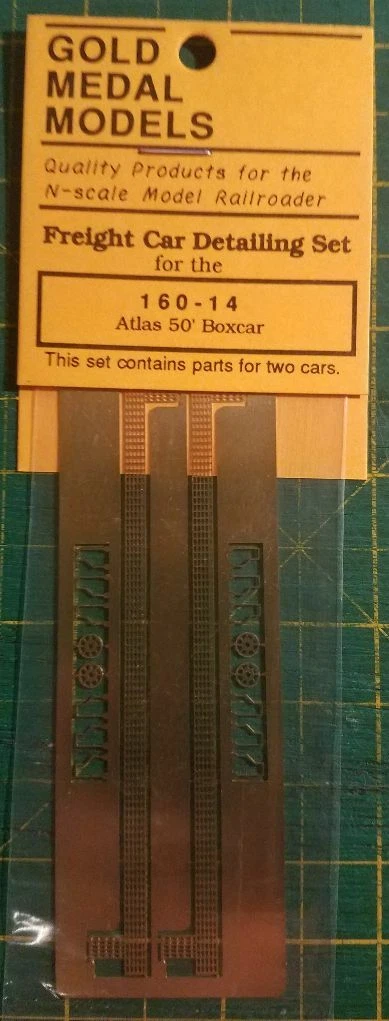 GOLD
MEDAL
MODELS
Quality Products for the
N-scale Model Railroader
Freight Car Detailing Set
for the
160-14
Atlas 50' Boxcar
This set contains parts for two cars.